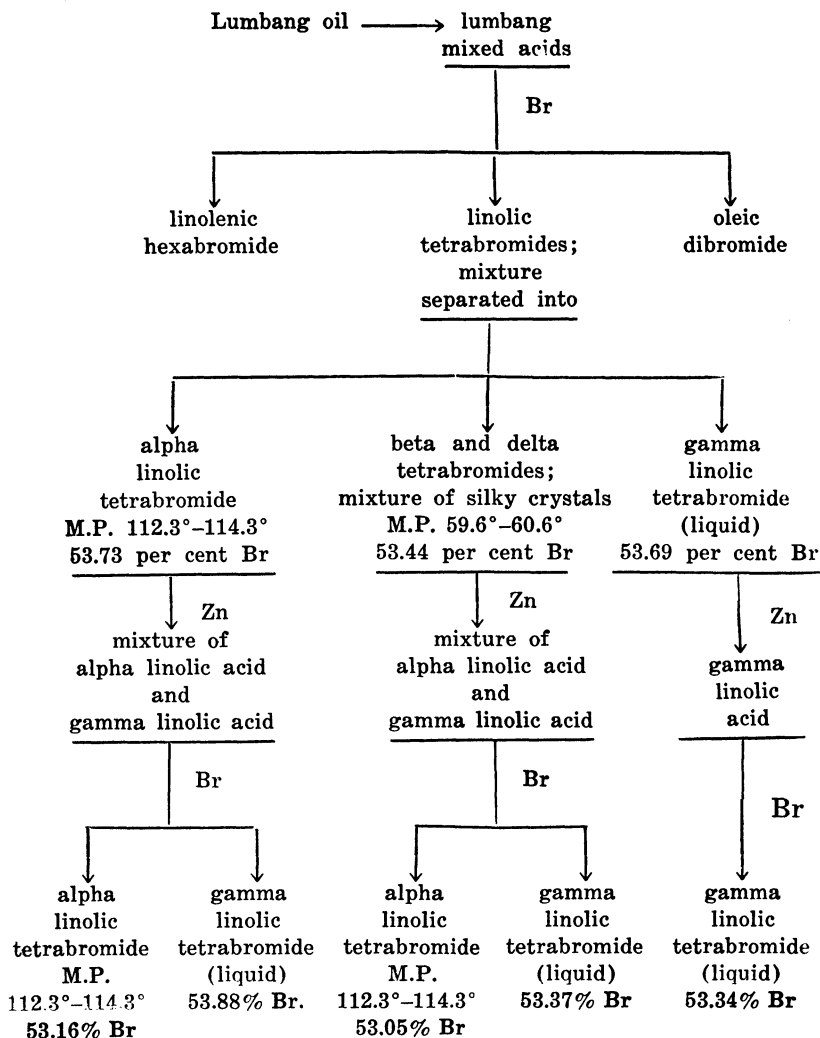 Lumbang oil lumbang
mixed acids
Br
linolenic
hexabromide
linolic
tetrabromides;
mixture
separated into
oleic
dibromide
alpha
linolic
tetrabromide
M.P. 112.3°–114.3°
53.73 per cent Br
beta and delta
tetrabromides;
mixture of silky crystals
M.P. 59.6°–60.6°
53.44 per cent Br
gamma
linolic
tetrabromide
(liquid)
53.69 per cent Br
Zn
mixture of
alpha linolic acid
and
gamma linolic acid
Zn
mixture of
alpha linolic acid
and
gamma linolic acid
Zn
gamma
linolic
acid
Br
Br
Br
alpha
linolic
tetrabromide
M.P.
112.3°–114.3°
53.16% Br
gamma
linolic
tetrabromide
(liquid)
53.88% Br.
alpha
linolic
tetrabromide
M.P.
112.3°–114.3°
53.05% Br
gamma
linolic
tetrabromide
(liquid)
53.37% Br
gamma
linolic
tetrabromide
(liquid)
53.34% Br